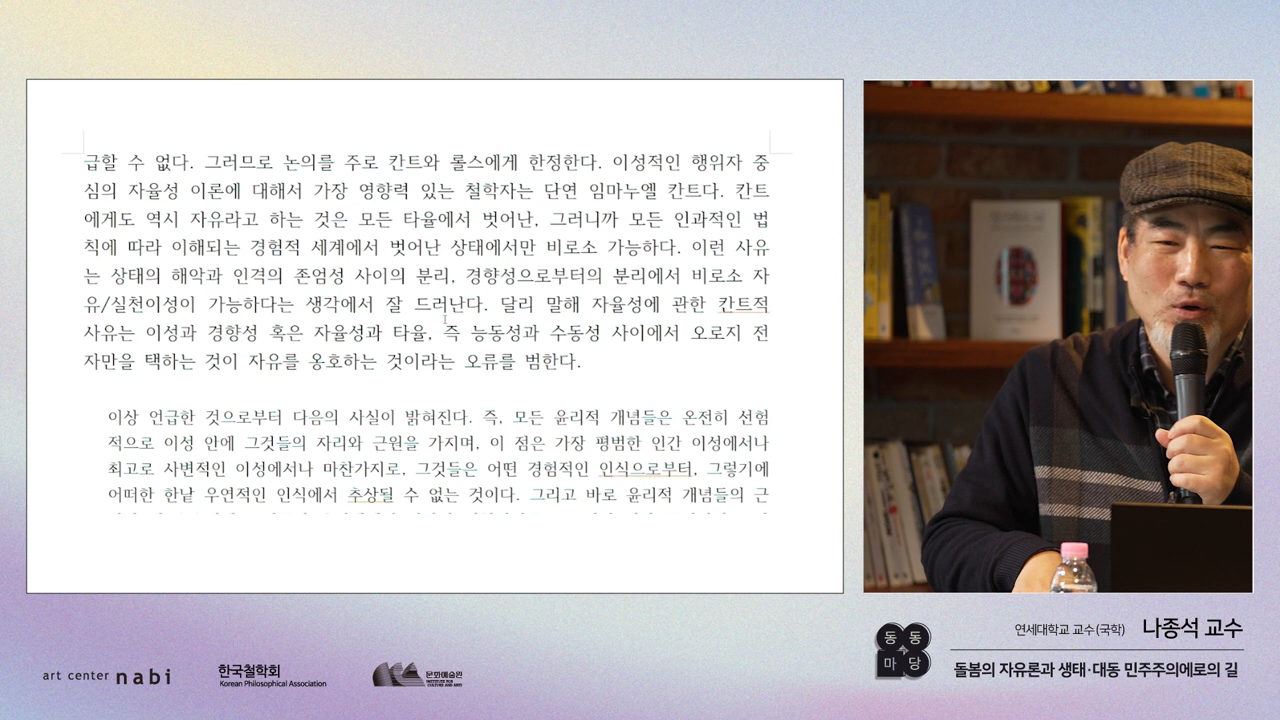 급할 수 없다. 그러므로 논의를 주로 칸트와 롤스에게 한정한다. 이성적인 행위자 중
심의 자율성 이론에 대해서 가장 영향력 있는 철학자는 단연 임마누엘 칸트다. 칸트
에게도 역시 자유라고 하는 것은 모든 타율에서 벗어난, 그러니까 모든 인과적인 법
칙에 따라 이해되는 경험적 세계에서 벗어난 상태에서만 비로소 가능하다. 이런 사유
는 상태의 해악과 인격의 존엄성 사이의 분리, 경향성으로부터의 분리에서 비로소 자
유/실천이성이 가능하다는 생각에서 잘 드러난다. 달리 말해 자율성에 관한 칸트적
사유는 이성과 경향성 혹은 자율성과 타율, 즉 능동성과 수동성 사이에서 오로지 전
자만을 택하는 것이 자유를 옹호하는 것이라는 오류를 범한다.
이상 언급한 것으로부터 다음의 사실이 밝혀진다. 즉, 모든 윤리적 개념들은 온전히 선험
적으로 이성 안에 그것들의 자리와 근원을 가지며, 이 점은 가장 평범한 인간 이성에서나
최고로 사변적인 이성에서나 마찬가지로, 그것들은 어떤 경험적인 인식으로부터, 그렇기에
어떠한 한낱 우연적인 인식에서 추상될 수 없는 것이다. 그리고 바로 윤리적 개념들의 근
art center nabi
한국철학회
Korean Philosophical Association
문화예술원
INSTITUTE FOR
CULTURE AND ARTS
동동
마당
연세대학교 교수(국학) 나종석 교수
돌봄의 자유론과 생태·대동 민주주의에로의 길